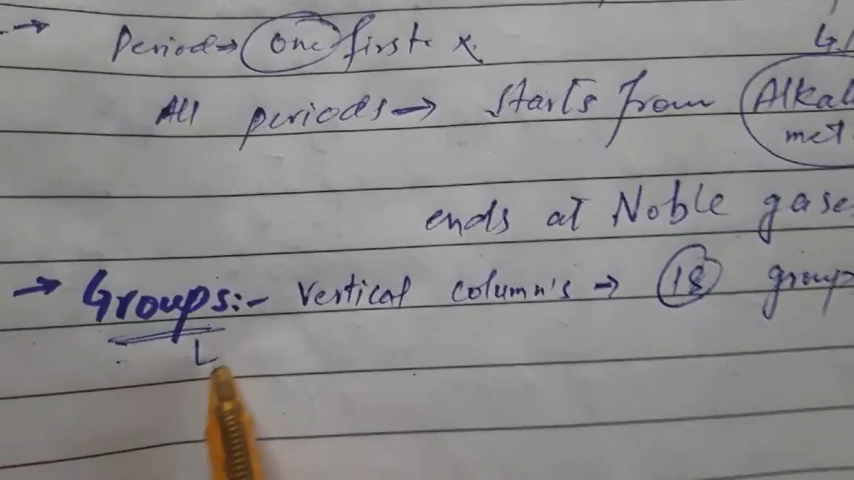 → Period → One first x.
All periods → starts from Alkal
met
ends at Noble gase
→ Groups:- Vertical column's → 18 group
L